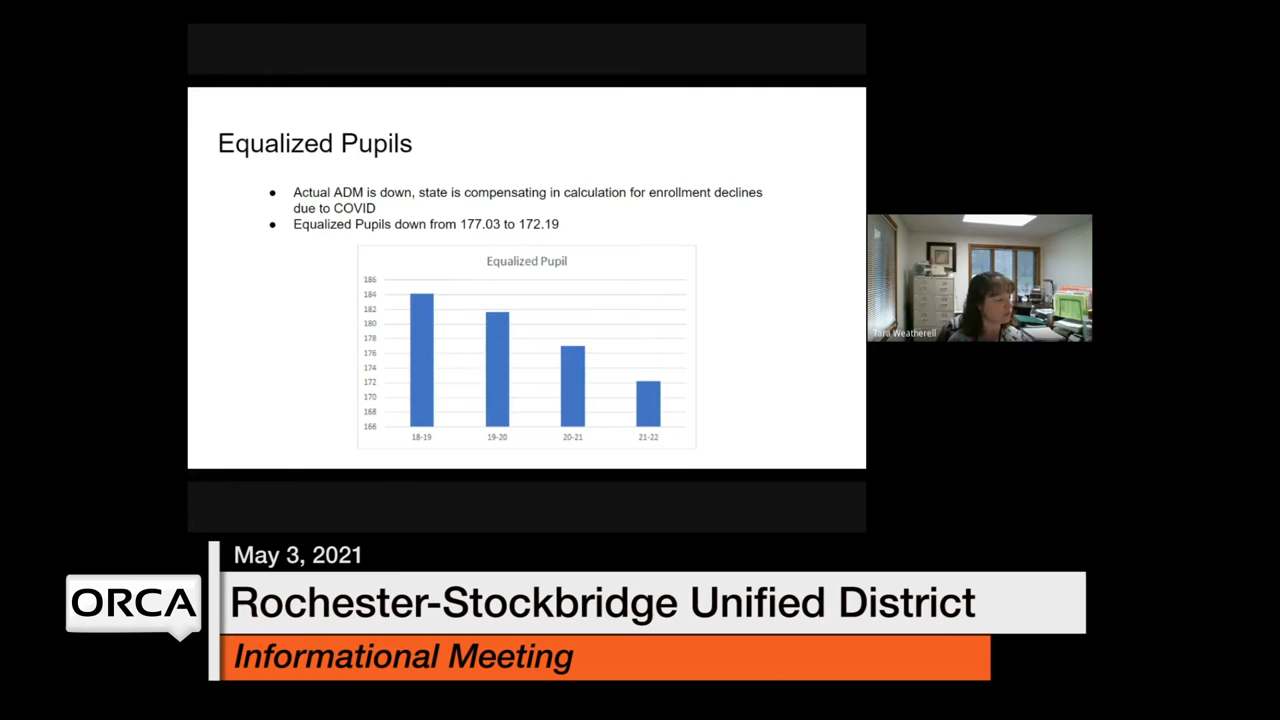 Equalized Pupils
● Actual ADM is down, state is compensating in calculation for enrollment declines
due to COVID
● Equalized Pupils down from 177.03 to 172.19
Equalized Pupil
186
184
182
180
178
176
174
172
170
168
166
18-19
19-20
20-21
21-22
Tara Weatherell
May 3, 2021
ORCA
Rochester-Stockbridge Unified District
Informational Meeting